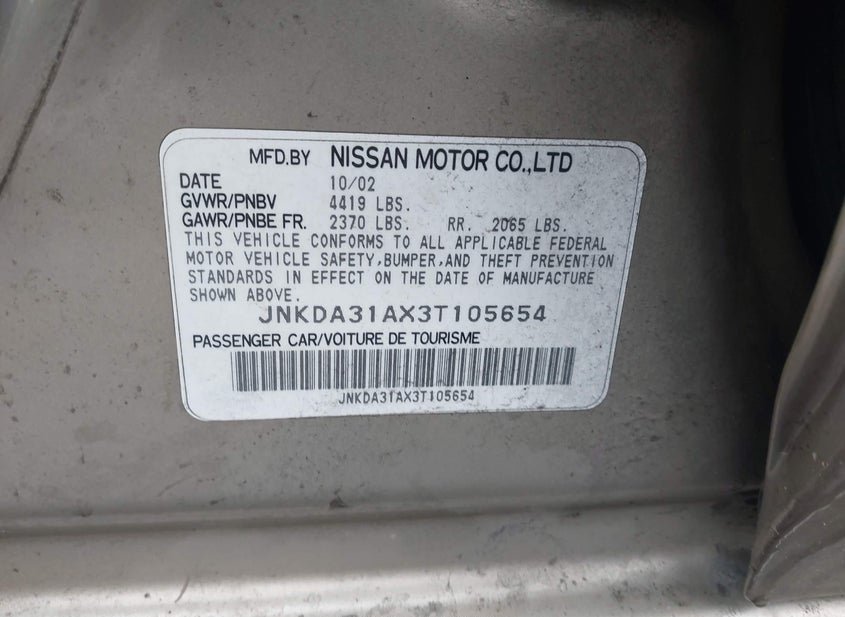 MFD.BY NISSAN MOTOR CO.,LTD
DATE 10/02
GVWR/PNBV 4419 LBS.
GAWR/PNBE FR. 2370 LBS. RR. 2065 LBS.
THIS VEHICLE CONFORMS TO ALL APPLICABLE FEDERAL
MOTOR VEHICLE SAFETY,BUMPER,AND THEFT PREVENTION
STANDARDS IN EFFECT ON THE DATE OF MANUFACTURE
SHOWN ABOVE.
JNKDA31AX3T105654
PASSENGER CAR/VOITURE DE TOURISME
JNKDA31AX3T105654